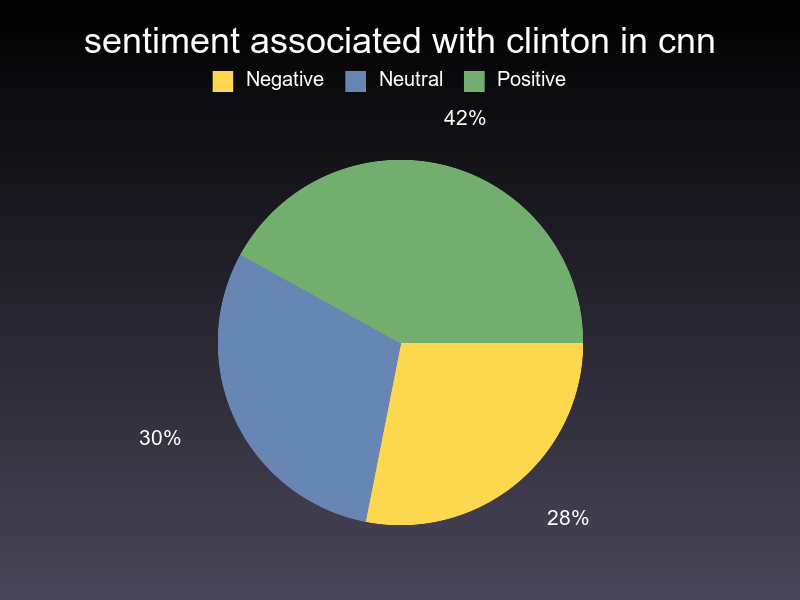 sentiment associated with clinton in cnn
Negative Neutral Positive
42%
30%
28%